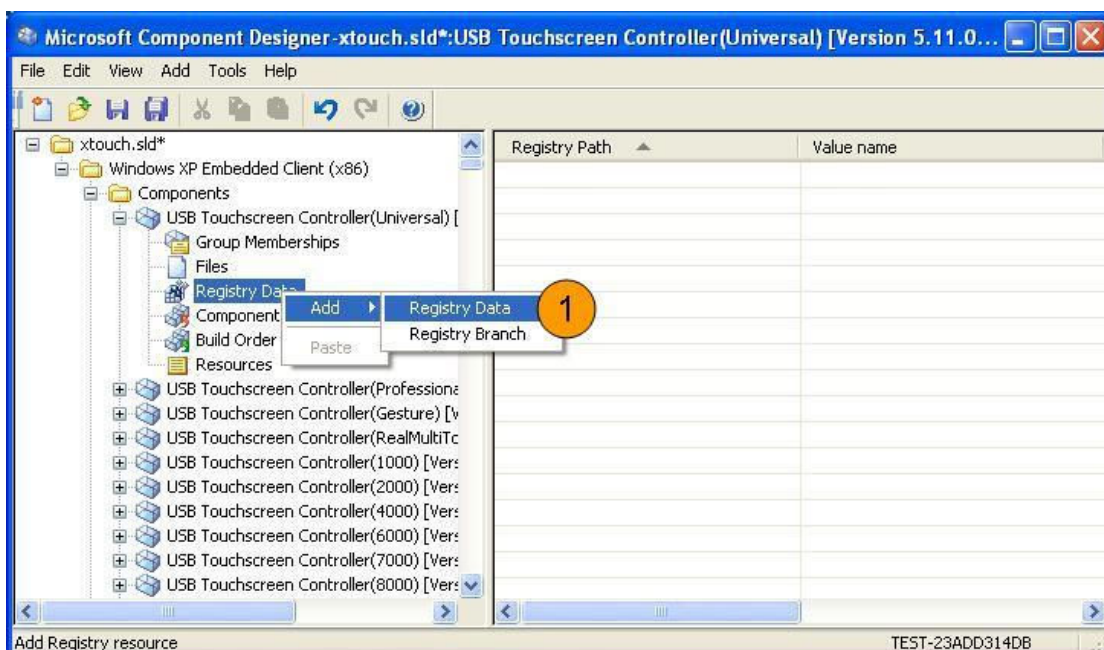 Microsoft Component Designer-xtouch.sld*:USB Touchscreen Controller(Universal) [Version 5.11.0...
File Edit View Add Tools Help
xtouch.sld*
Windows XP Embedded Client (x86)
Components
USB Touchscreen Controller(Universal) [
Group Memberships
Files
Registry Data
Component
Build Order
Resources
USB Touchscreen Controller(Professiona
USB Touchscreen Controller(Gesture) [V
USB Touchscreen Controller(RealMultiTc
USB Touchscreen Controller(1000) [Vers
USB Touchscreen Controller(2000) [Vers
USB Touchscreen Controller(4000) [Vers
USB Touchscreen Controller(6000) [Vers
USB Touchscreen Controller(7000) [Vers
USB Touchscreen Controller(8000) [Vers
Add
Paste
Registry Data
Registry Branch
1
Registry Path Value name
Add Registry resource TEST-23ADD314DB